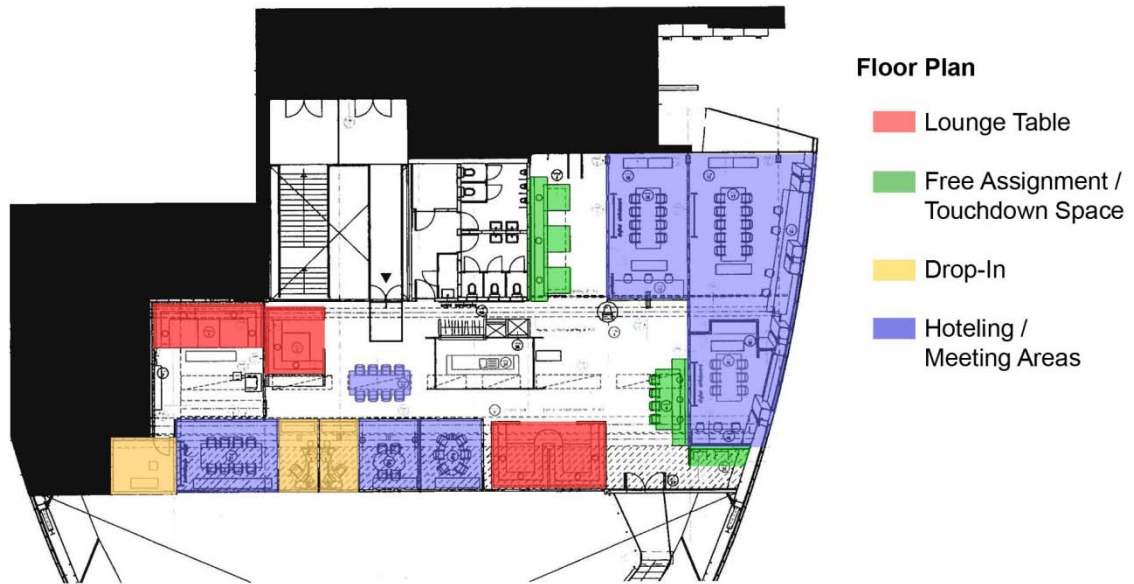 Floor Plan
Lounge Table
Free Assignment /
Touchdown Space
Drop-In
Hoteling /
Meeting Areas